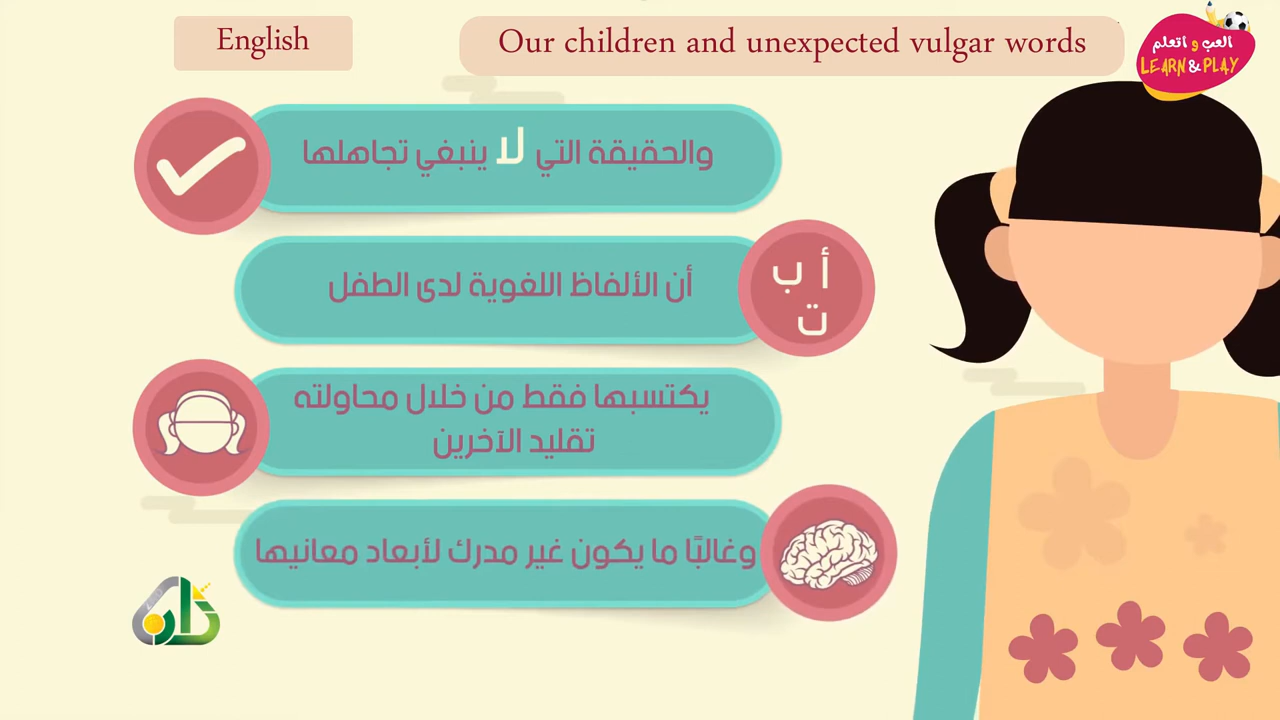 English
Our children and unexpected vulgar words
العب و اتعلم
LEARN & PLAY
والحقيقة التي لا ينبغي تجاهلها
أ ب
ت
أن الألفاظ اللغوية لدى الطفل
يكتسبها فقط من خلال محاولته
تقليد الآخرين
وغالبًا ما يكون غير مدرك لأبعاد معانيها